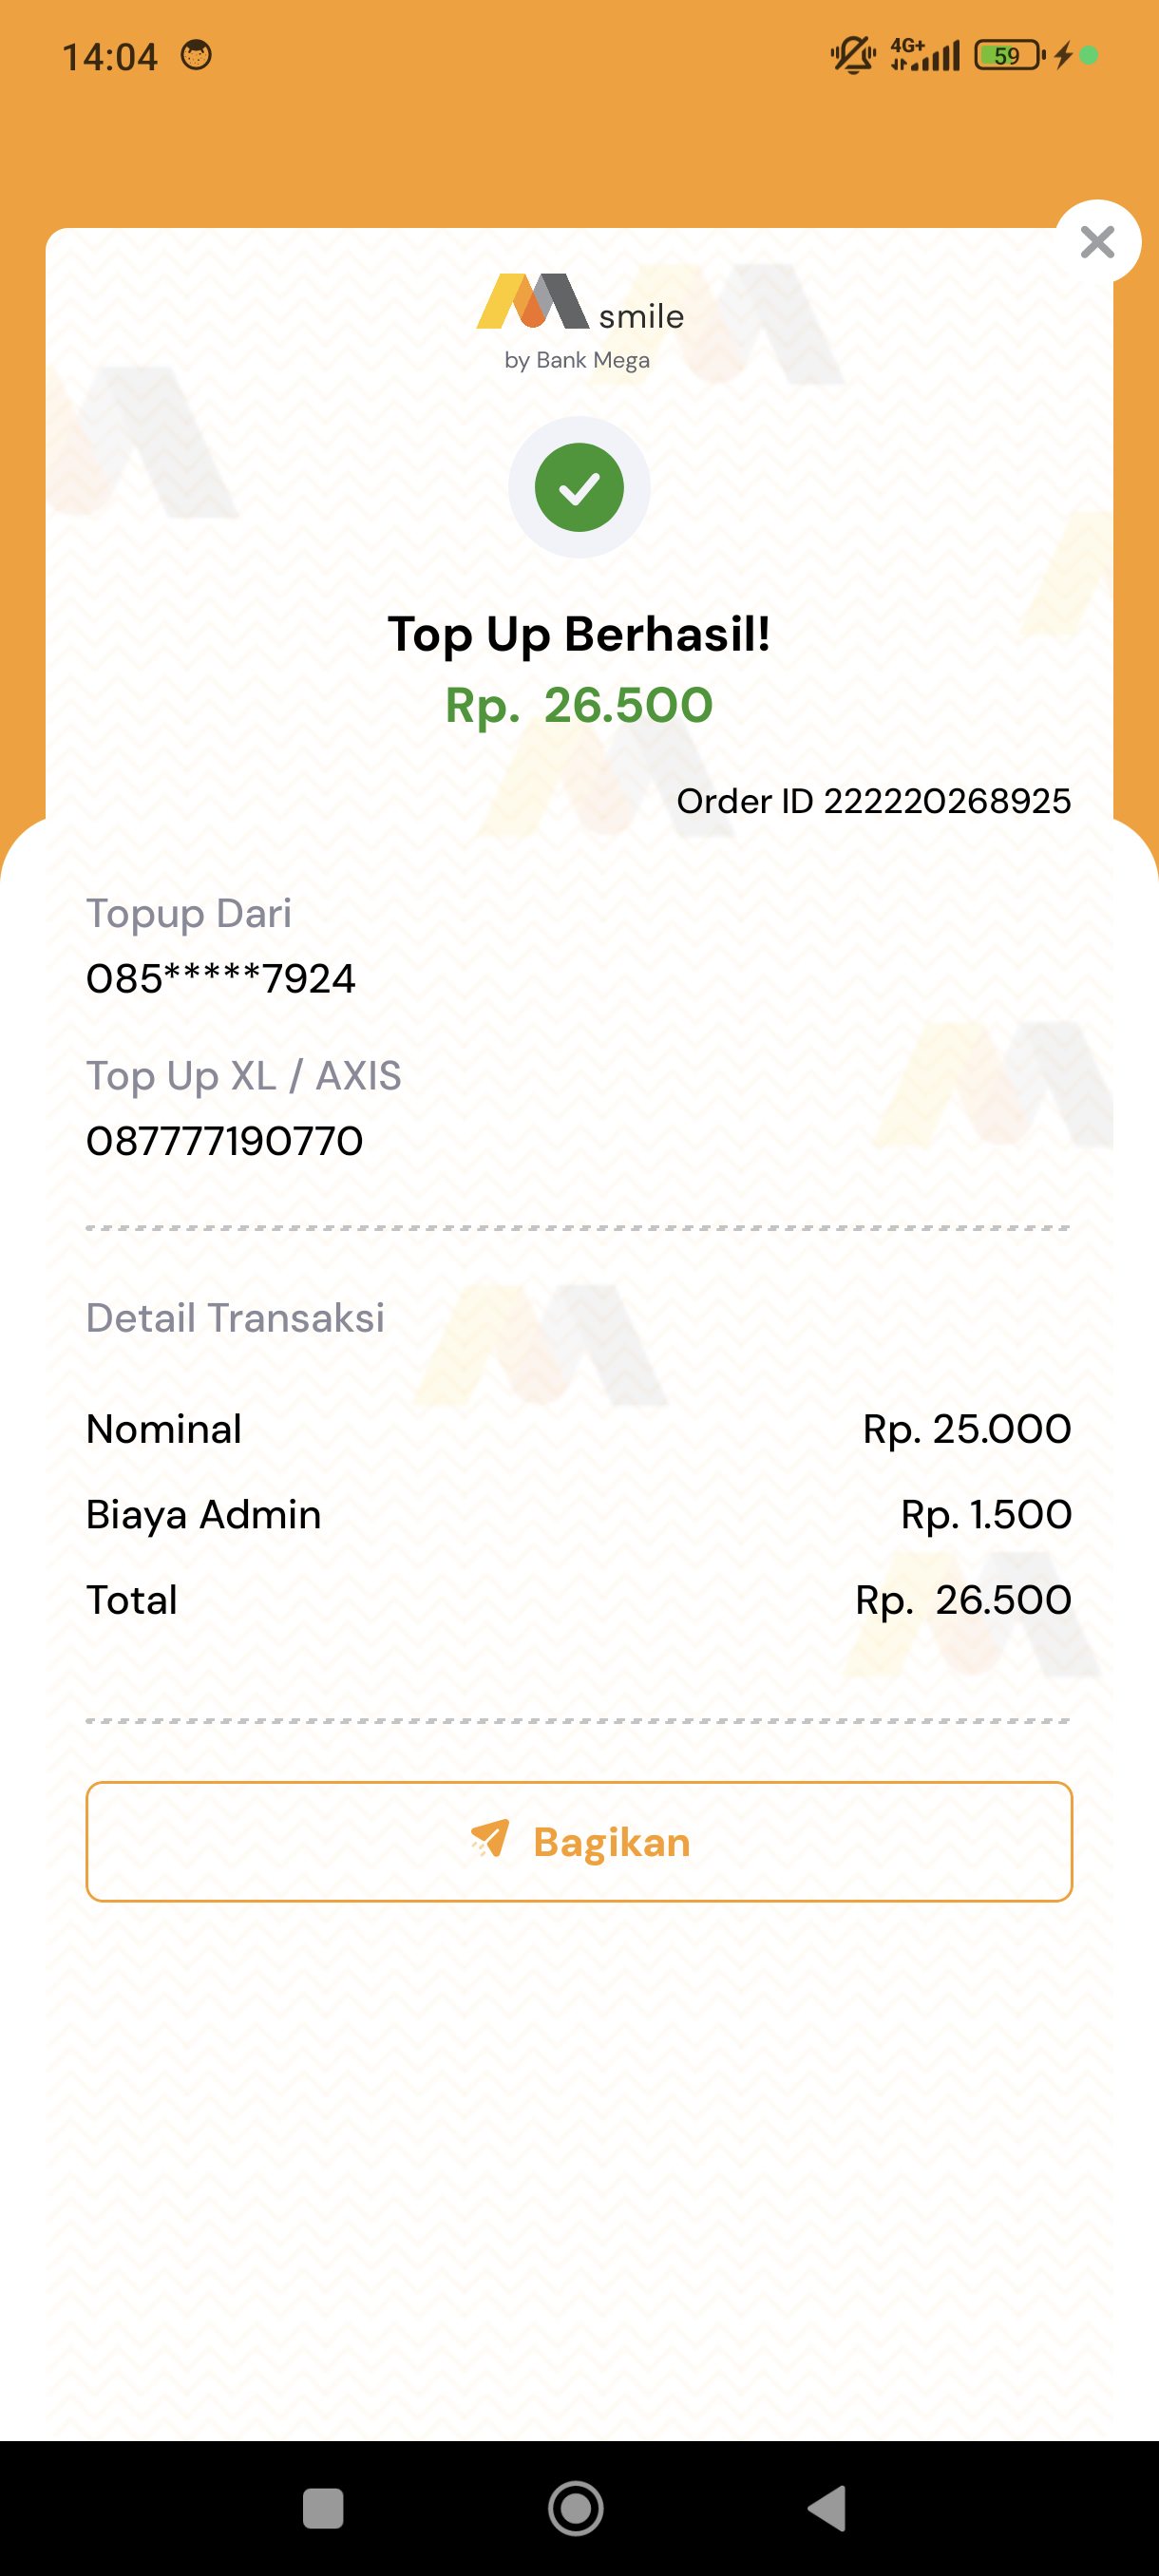 14:04
4G+
59
smile
by Bank Mega
Top Up Berhasil!
Rp. 26.500
Order ID 222220268925
Topup Dari
085*****7924
Top Up XL / AXIS
087777190770
Detail Transaksi
Nominal Rp. 25.000
Biaya Admin Rp. 1.500
Total Rp. 26.500
Bagikan